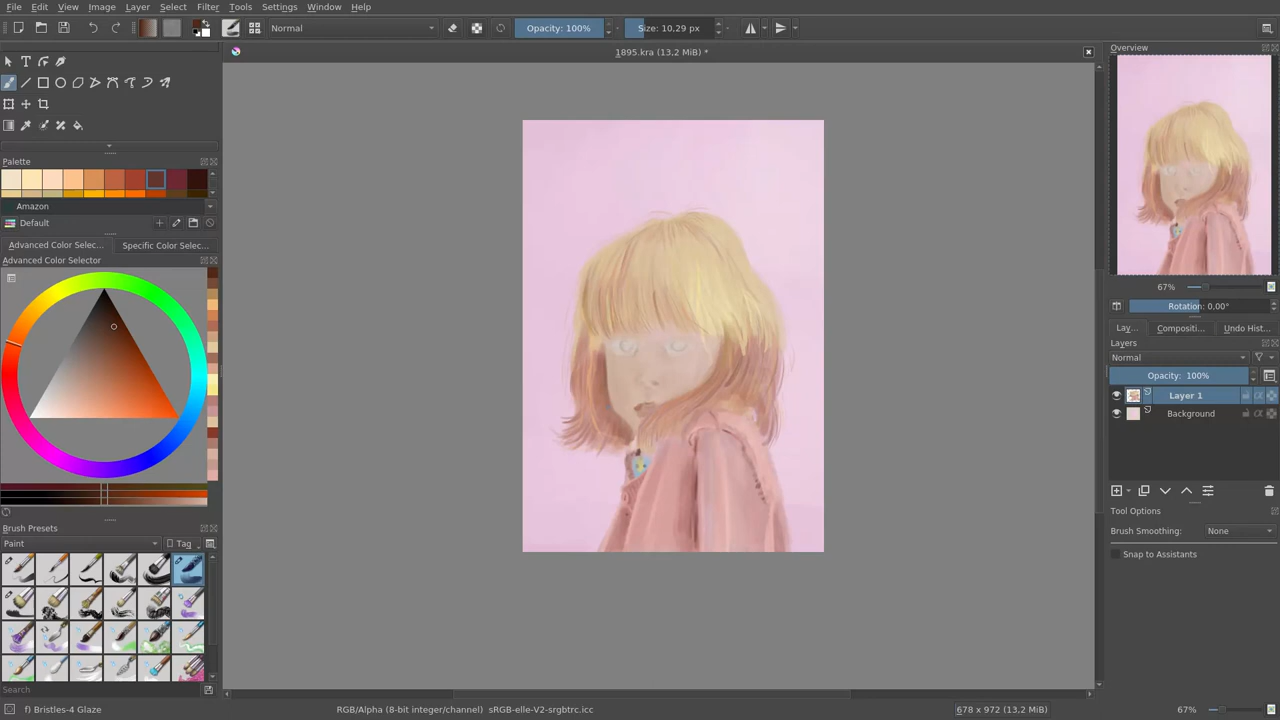 File Edit View Image Layer Select Filter Tools Settings Window Help
Normal Opacity: 100% Size: 10,29 px
1895.kra (13,2 MiB) *
Overview
67%
Rotation: 0,00°
Lay... Compositi... Undo Hist...
Layers
Normal
Opacity: 100%
Layer 1
Background
Tool Options
Brush Smoothing: None
Snap to Assistants
Palette
Amazon
Default
Advanced Color Selec... Specific Color Selec...
Advanced Color Selector
Brush Presets
Paint Tag
Search
f) Bristles-4 Glaze RGB/Alpha (8-bit integer/channel) sRGB-elle-V2-srgbtrc.icc 678 x 972 (13,2 MiB) 67%